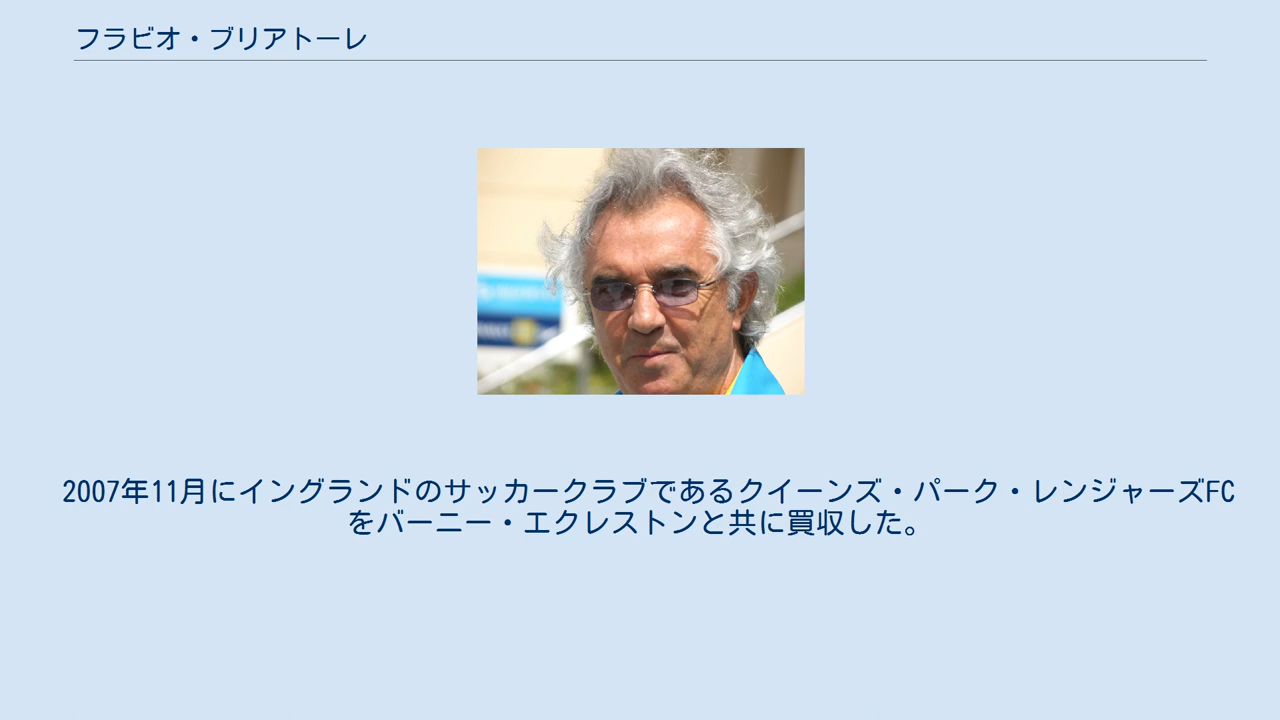 フラビオ・ブリアトーレ
2007年11月にイングランドのサッカークラブであるクイーンズ・パーク・レンジャーズFC
をバーニー・エクレストンと共に買収した。